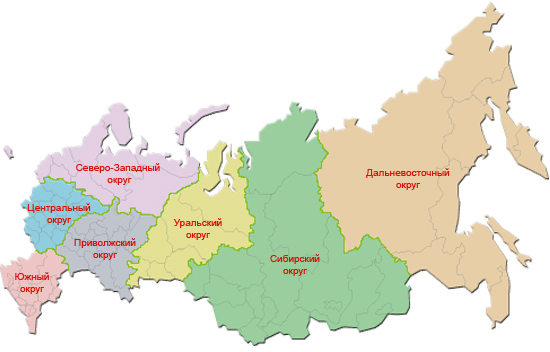 Северо-Западный
округ
Дальневосточный
округ
Центральный
округ
Уральский
округ
Приволжский
округ
Сибирский
округ
Южный
округ